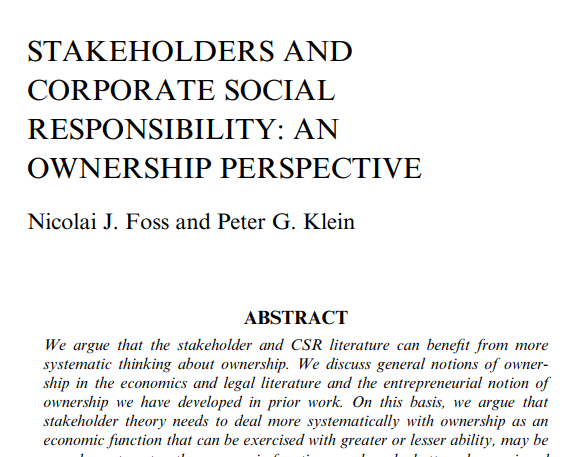 STAKEHOLDERS AND
CORPORATE SOCIAL
RESPONSIBILITY: AN
OWNERSHIP PERSPECTIVE
Nicolai J. Foss and Peter G. Klein
ABSTRACT
We argue that the stakeholder and CSR literature can benefit from more
systematic thinking about ownership. We discuss general notions of owner-
ship in the economics and legal literature and the entrepreneurial notion of
ownership we have developed in prior work. On this basis, we argue that
stakeholder theory needs to deal more systematically with ownership as an
economic function that can be exercised with greater or lesser ability, may be